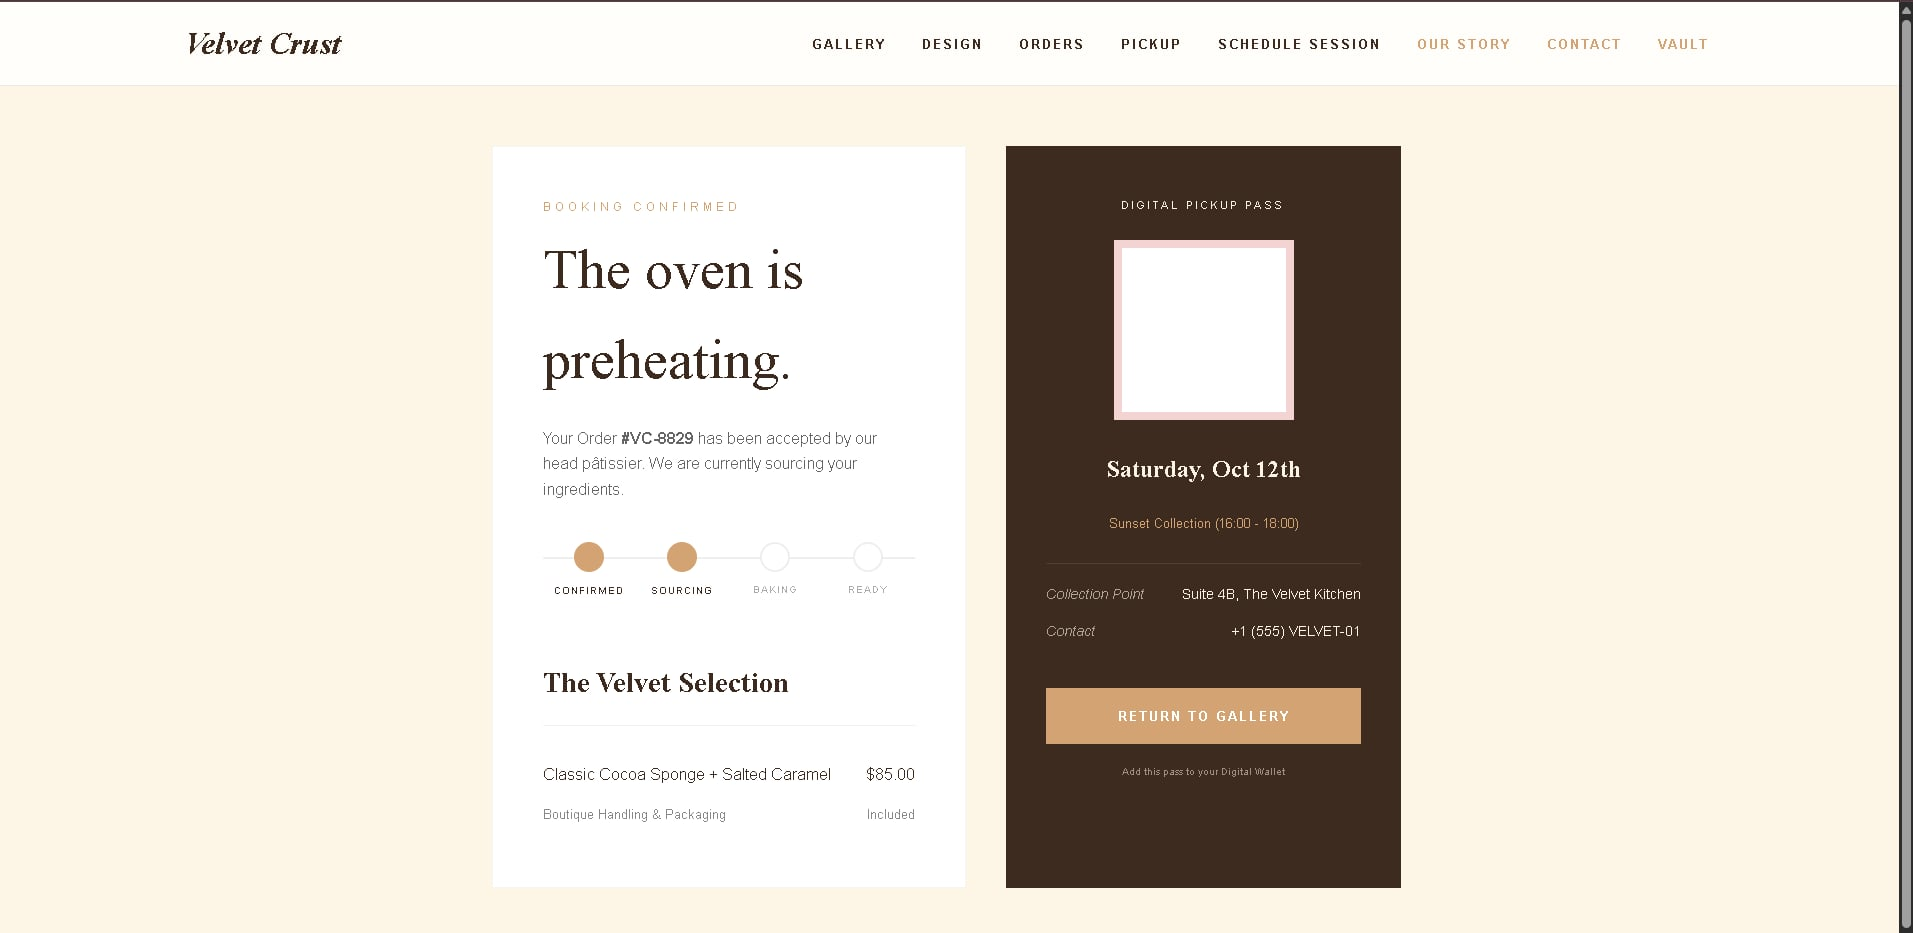 Velvet Crust
GALLERY DESIGN ORDERS PICKUP SCHEDULE SESSION OUR STORY CONTACT VAULT
BOOKING CONFIRMED
The oven is
preheating.
Your Order #VC-8829 has been accepted by our
head pâtissier. We are currently sourcing your
ingredients.
CONFIRMED SOURCING BAKING READY
The Velvet Selection
Classic Cocoa Sponge + Salted Caramel $85.00
Boutique Handling & Packaging Included
DIGITAL PICKUP PASS
Saturday, Oct 12th
Sunset Collection (16:00 - 18:00)
Collection Point Suite 4B, The Velvet Kitchen
Contact +1 (555) VELVET-01
RETURN TO GALLERY
Add this pass to your Digital Wallet